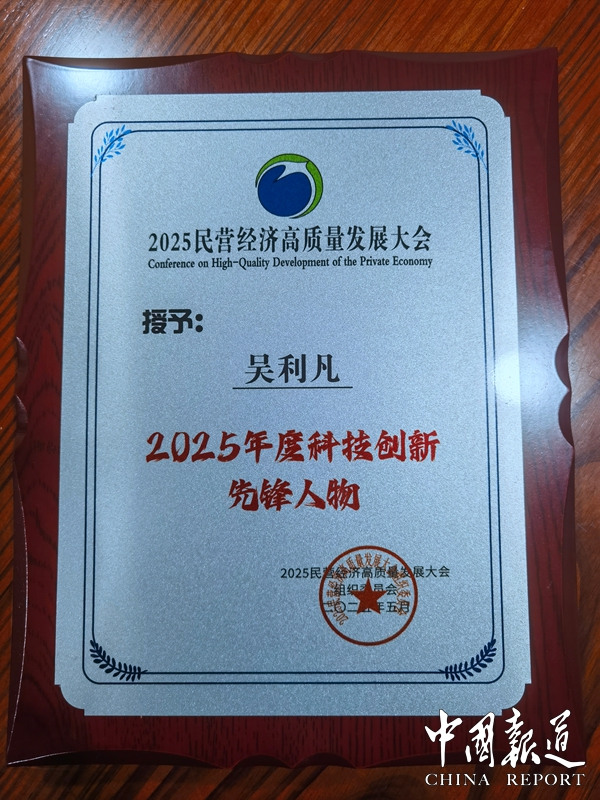 2025民营经济高质量发展大会
Conference on High-Quality Development of the Private Economy
授予：
吴利凡
2025年度科技创新
先锋人物
2025民营经济高质量发展大会
组织委员会
二〇二五年五月
中国報道
CHINA REPORT